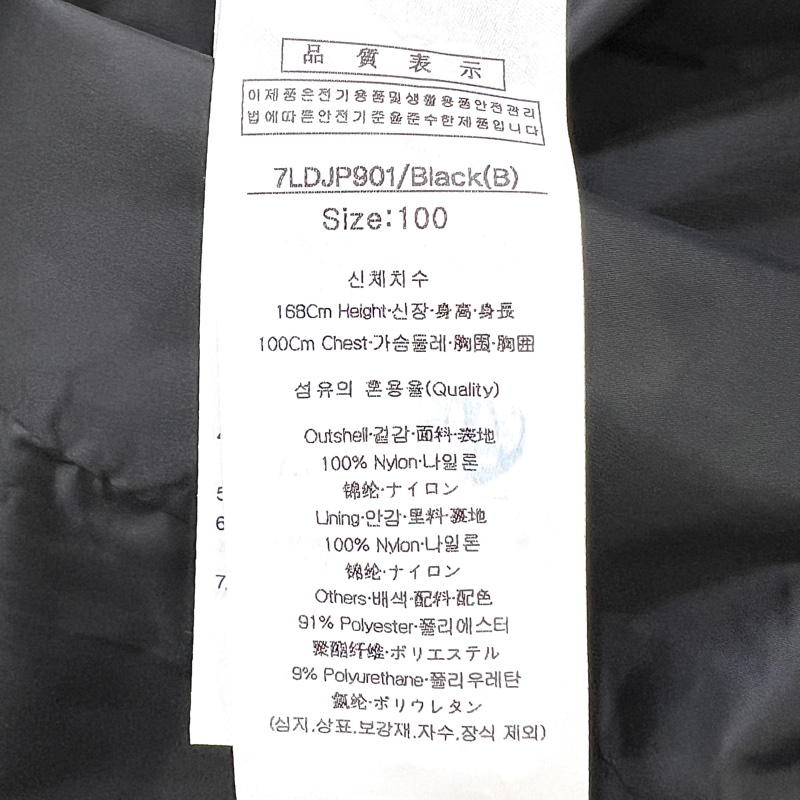 品質表示
이제품은전기용품및생활용품안전관리
법에따른안전기준을준수한제품입니다
7LDJP901/Black(B)
Size:100
신체치수
168Cm Height·신장·身高·身長
100Cm Chest·가슴둘레·胸围·胸囲
섬유의 혼용율(Quality)
Outshell·겉감·面料·表地
100% Nylon·나일론
锦纶·ナイロン
Lining·안감·里料·裏地
100% Nylon·나일론
锦纶·ナイロン
Others·배색·配料·配色
91% Polyester·폴리에스터
聚酯纤维·ポリエステル
9% Polyurethane·폴리우레탄
氨纶·ポリウレタン
(심지,상표,보강재,자수,장식 제외)
5
6
7.